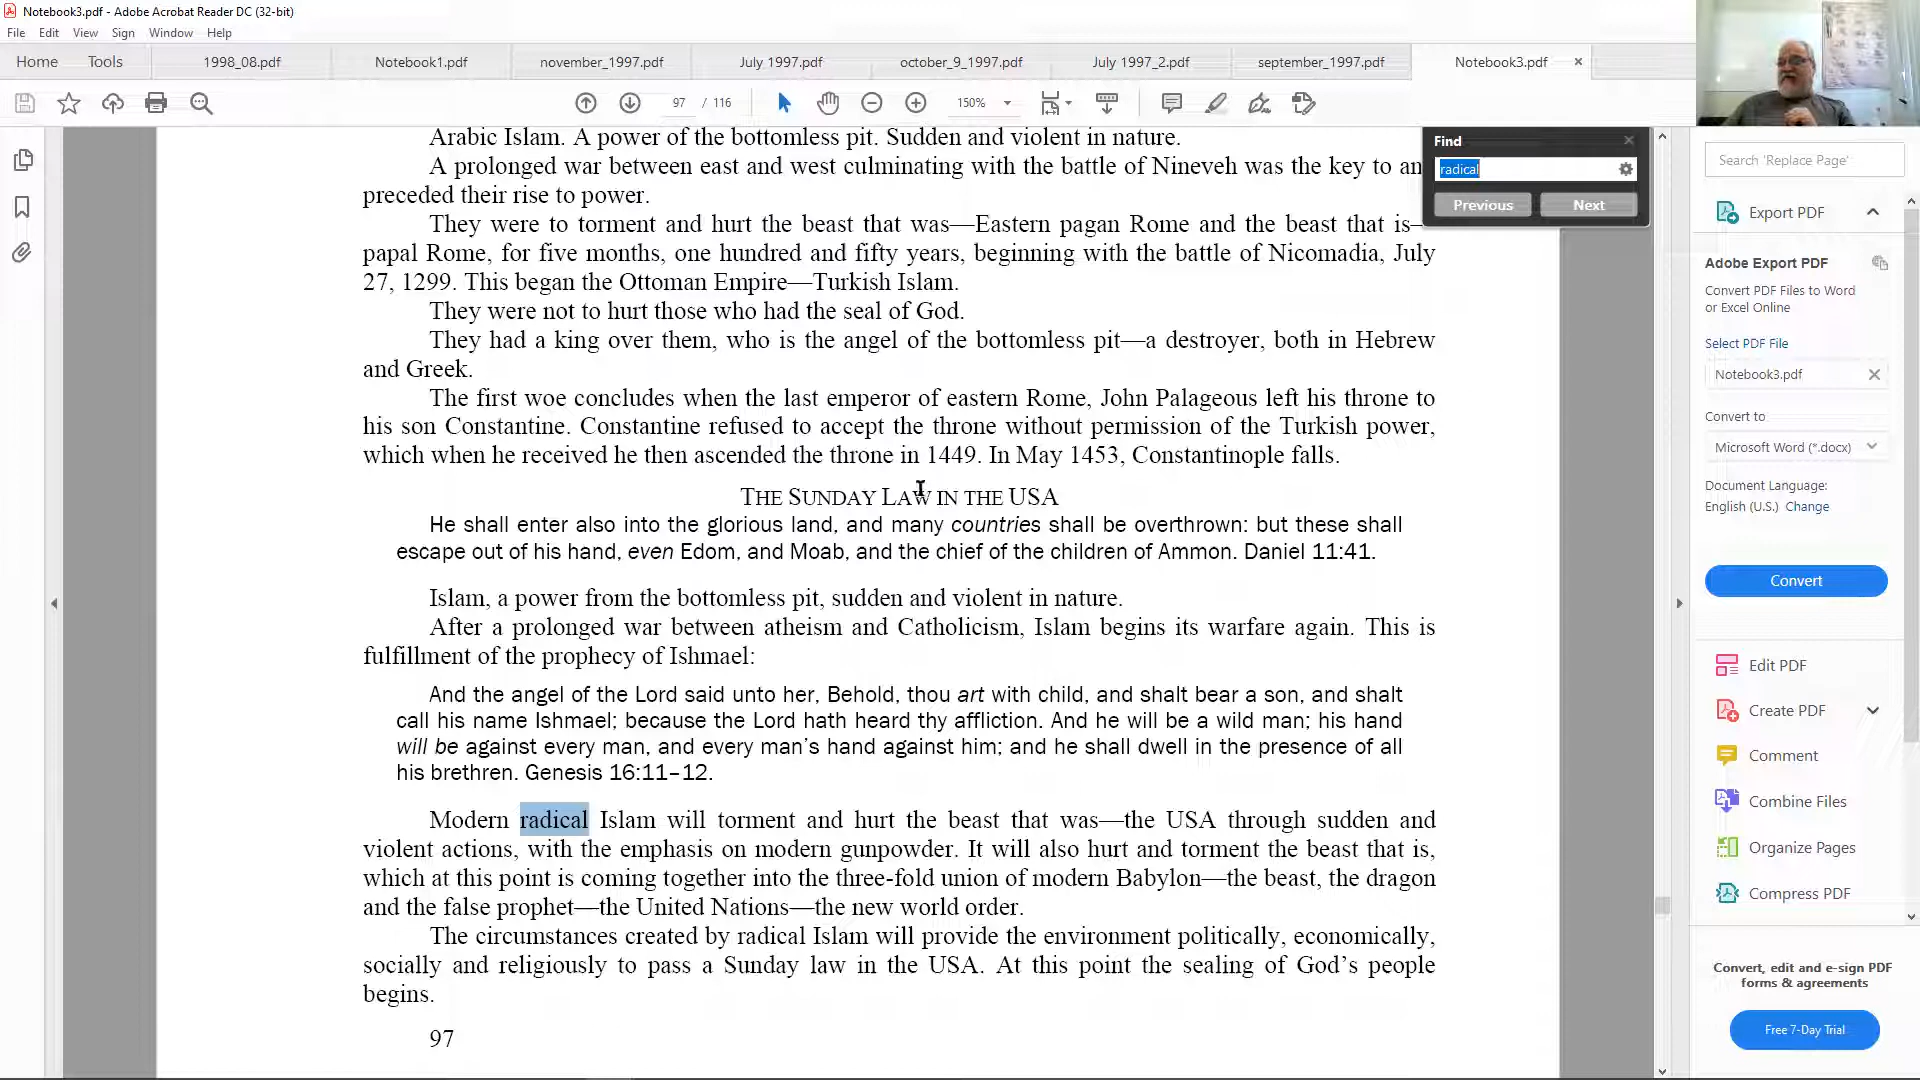 Notebook3.pdf - Adobe Acrobat Reader DC (32-bit)
File Edit View Sign Window Help
Home Tools 1998_08.pdf Notebook1.pdf november_1997.pdf July 1997.pdf october_9_1997.pdf July 1997_2.pdf september_1997.pdf Notebook3.pdf ×
97 / 116 150%
Arabic Islam. A power of the bottomless pit. Sudden and violent in nature.
A prolonged war between east and west culminating with the battle of Nineveh was the key to an
preceded their rise to power.
They were to torment and hurt the beast that was—Eastern pagan Rome and the beast that is—
papal Rome, for five months, one hundred and fifty years, beginning with the battle of Nicomadia, July
27, 1299. This began the Ottoman Empire—Turkish Islam.
They were not to hurt those who had the seal of God.
They had a king over them, who is the angel of the bottomless pit—a destroyer, both in Hebrew
and Greek.
The first woe concludes when the last emperor of eastern Rome, John Palageous left his throne to
his son Constantine. Constantine refused to accept the throne without permission of the Turkish power,
which when he received he then ascended the throne in 1449. In May 1453, Constantinople falls.
THE SUNDAY LAW IN THE USA
He shall enter also into the glorious land, and many countries shall be overthrown: but these shall
escape out of his hand, even Edom, and Moab, and the chief of the children of Ammon. Daniel 11:41.
Islam, a power from the bottomless pit, sudden and violent in nature.
After a prolonged war between atheism and Catholicism, Islam begins its warfare again. This is
fulfillment of the prophecy of Ishmael:
And the angel of the Lord said unto her, Behold, thou art with child, and shalt bear a son, and shalt
call his name Ishmael; because the Lord hath heard thy affliction. And he will be a wild man; his hand
will be against every man, and every man’s hand against him; and he shall dwell in the presence of all
his brethren. Genesis 16:11–12.
Modern radical Islam will torment and hurt the beast that was—the USA through sudden and
violent actions, with the emphasis on modern gunpowder. It will also hurt and torment the beast that is,
which at this point is coming together into the three-fold union of modern Babylon—the beast, the dragon
and the false prophet—the United Nations—the new world order.
The circumstances created by radical Islam will provide the environment politically, economically,
socially and religiously to pass a Sunday law in the USA. At this point the sealing of God’s people
begins.
97
Find
radical
Previous Next
Search 'Replace Page'
Export PDF
Adobe Export PDF
Convert PDF Files to Word
or Excel Online
Select PDF File
Notebook3.pdf
Convert to
Microsoft Word (*.docx)
Document Language:
English (U.S.) Change
Convert
Edit PDF
Create PDF
Comment
Combine Files
Organize Pages
Compress PDF
Convert, edit and e-sign PDF
forms & agreements
Free 7-Day Trial